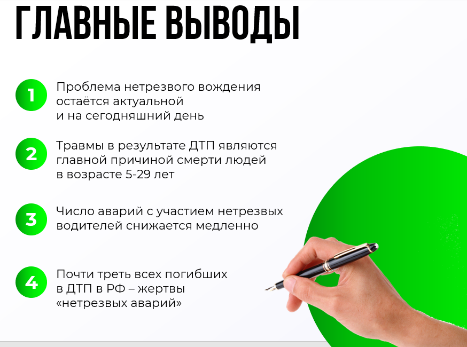 ГЛАВНЫЕ ВЫВОДЫ
1
Проблема нетрезвого вождения
остаётся актуальной
и на сегодняшний день
2
Травмы в результате ДТП являются
главной причиной смерти людей
в возрасте 5-29 лет
3
Число аварий с участием нетрезвых
водителей снижается медленно
4
Почти треть всех погибших
в ДТП в РФ – жертвы
«нетрезвых аварий»